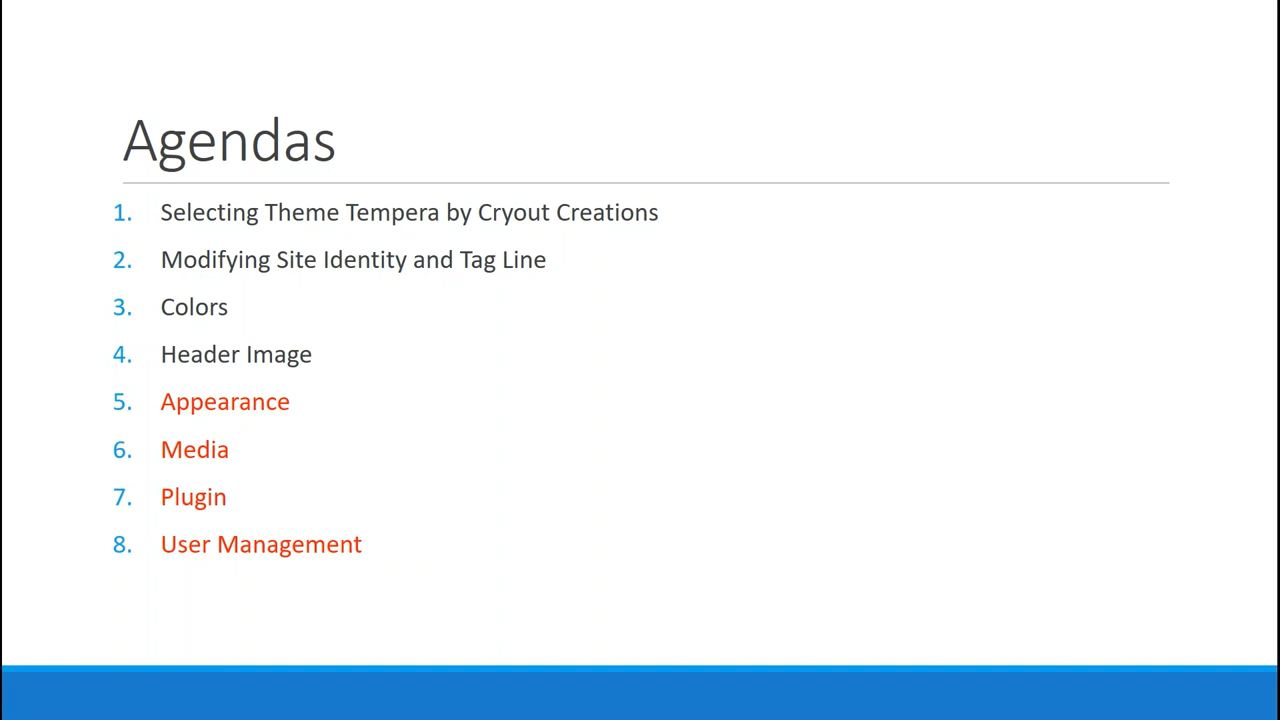 Agendas
1. Selecting Theme Tempera by Cryout Creations
2. Modifying Site Identity and Tag Line
3. Colors
4. Header Image
5. Appearance
6. Media
7. Plugin
8. User Management